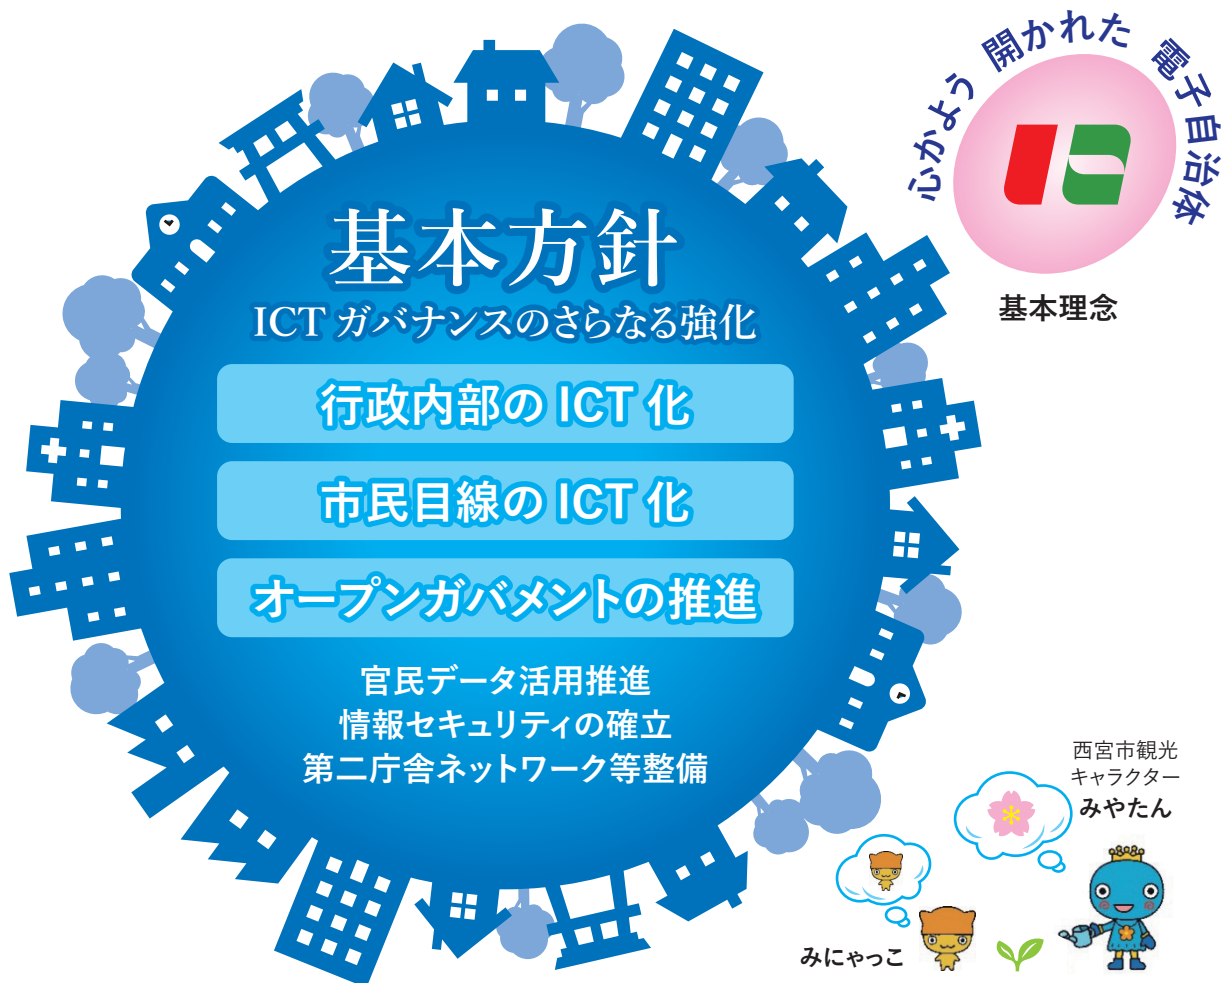 心かよう 開かれた 電子自治体
基本理念
基本方針
ICT ガバナンスのさらなる強化
行政内部の ICT 化
市民目線の ICT 化
オープンガバメントの推進
官民データ活用推進
情報セキュリティの確立
第二庁舎ネットワーク等整備
西宮市観光
キャラクター
みやたん
みにゃっこ